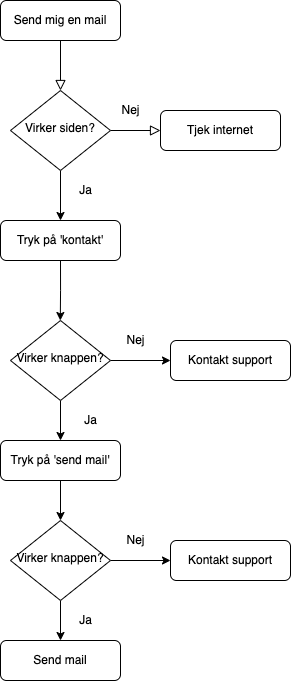 Send mig en mail
Virker siden?
Nej
Tjek internet
Ja
Tryk på 'kontakt'
Virker knappen?
Nej
Kontakt support
Ja
Tryk på 'send mail'
Virker knappen?
Nej
Kontakt support
Ja
Send mail